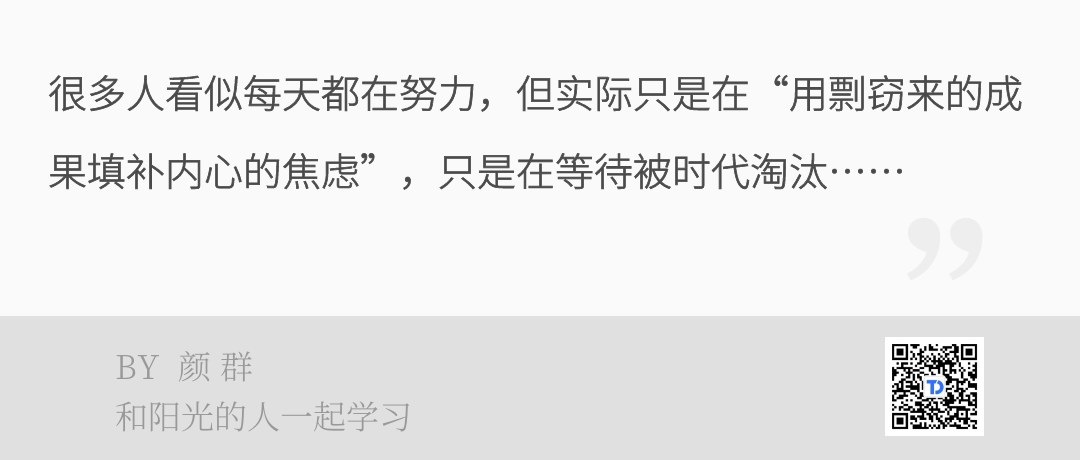 很多人看似每天都在努力，但实际只是在“用剽窃来的成
果填补内心的焦虑”，只是在等待被时代淘汰……
”
BY 颜 群
和阳光的人一起学习